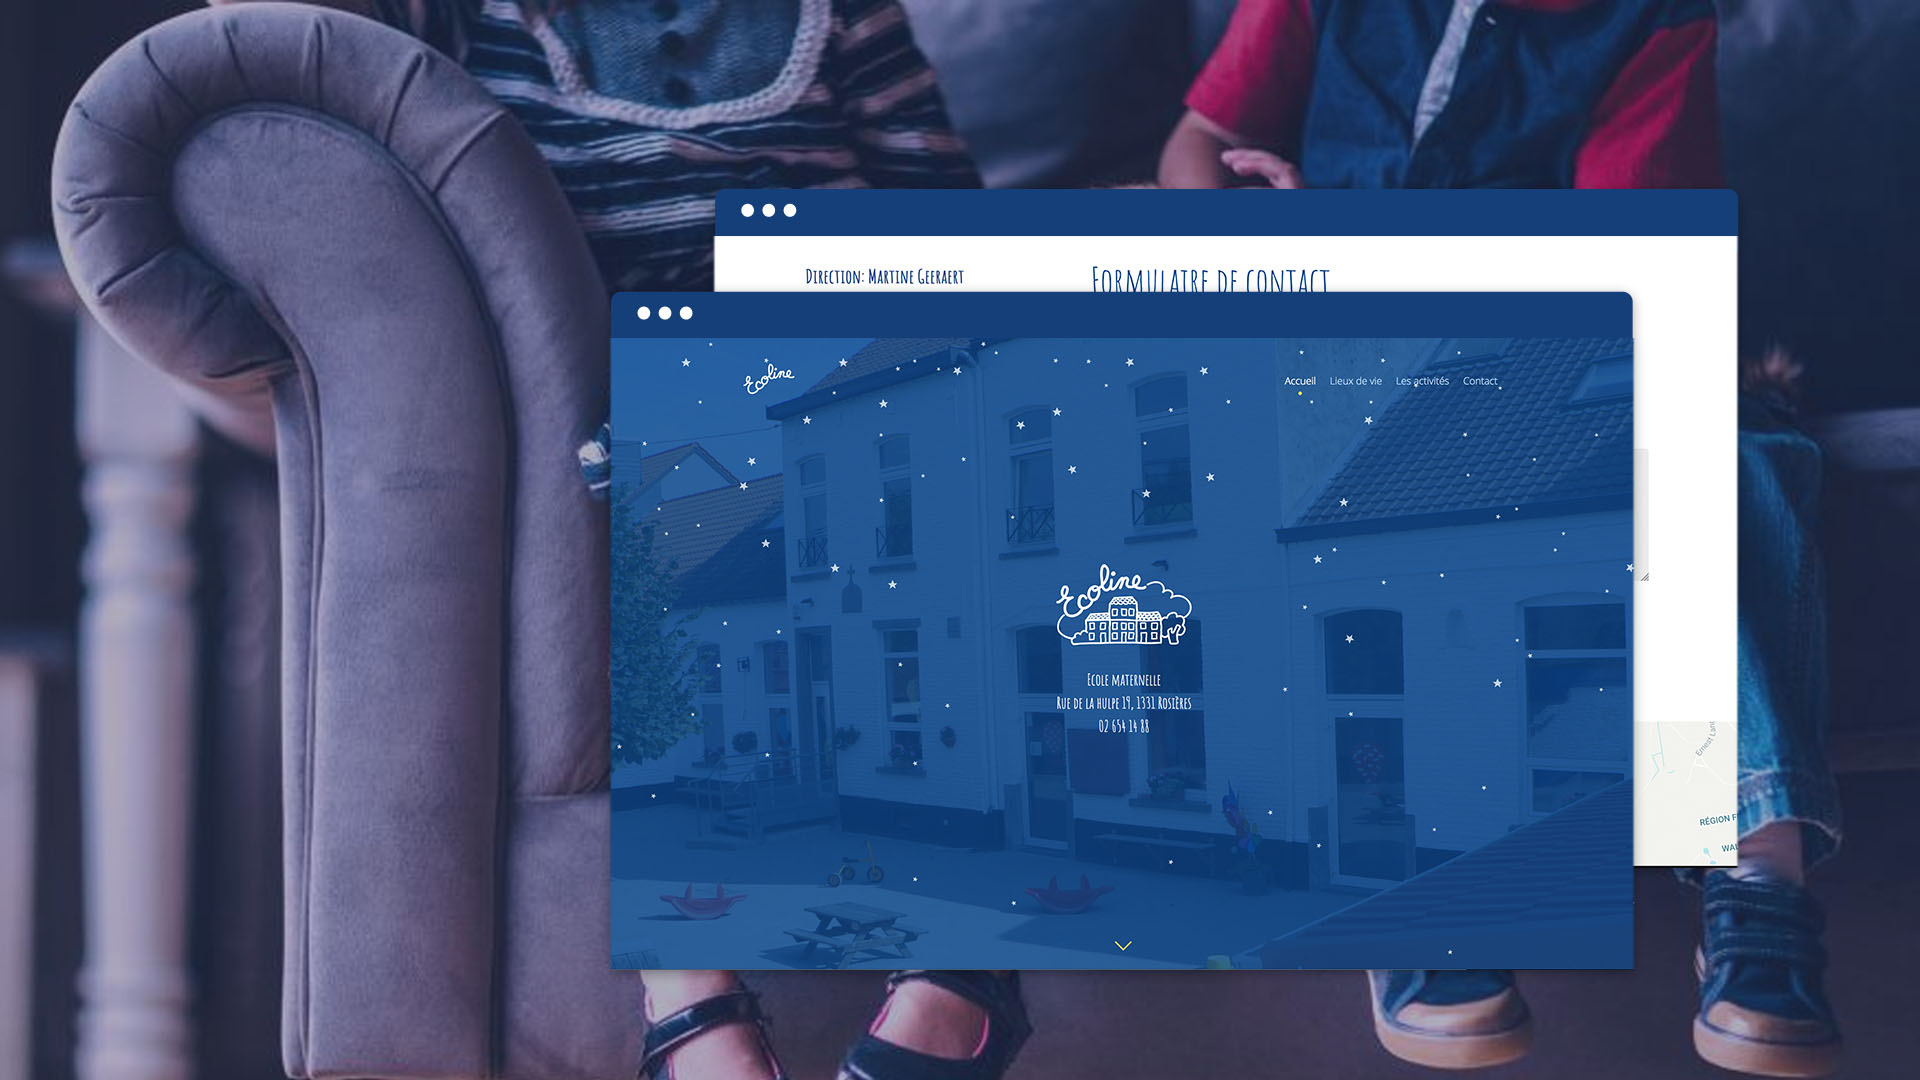 Direction: Martine Geeraert
Formulaire de contact
Ecoline
Accueil Lieux de vie Les activités Contact
Ecoline
Ecole maternelle
Rue de la hulpe 19, 1331 Rosières
02 654 14 88
Ernest
RÉGION